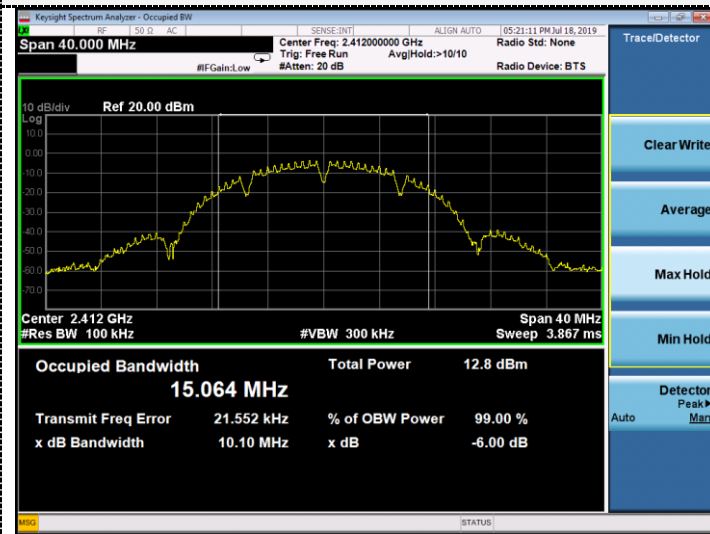 Keysight Spectrum Analyzer - Occupied BW
RF 50 Ω AC SENSE:INT ALIGN AUTO 05:21:11 PM Jul 18, 2019
Span 40.000 MHz
Center Freq: 2.412000000 GHz Radio Std: None
Trig: Free Run Avg|Hold:>10/10
#IFGain:Low #Atten: 20 dB Radio Device: BTS
10 dB/div Ref 20.00 dBm
Log
10.0
0.00
-10.0
-20.0
-30.0
-40.0
-50.0
-60.0
-70.0
Center 2.412 GHz Span 40 MHz
#Res BW 100 kHz #VBW 300 kHz Sweep 3.867 ms
Occupied Bandwidth Total Power 12.8 dBm
15.064 MHz
Transmit Freq Error 21.552 kHz % of OBW Power 99.00 %
x dB Bandwidth 10.10 MHz x dB -6.00 dB
MSG STATUS
Trace/Detector
Clear Write
Average
Max Hold
Min Hold
Detector
Peak▶
Auto Man